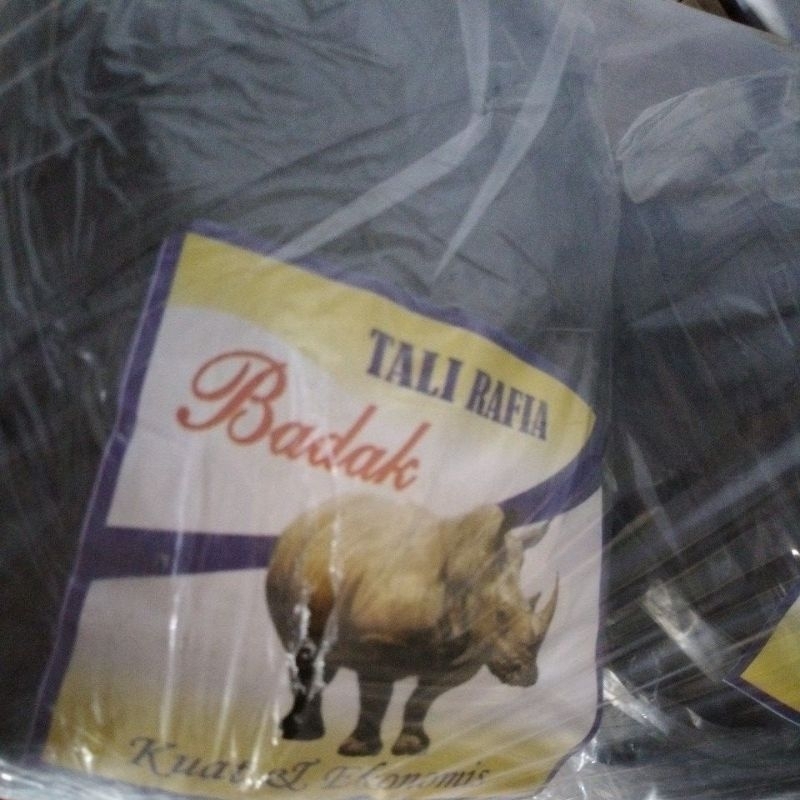 TALI RAFIA
Badak
Kuat & Ekonomis